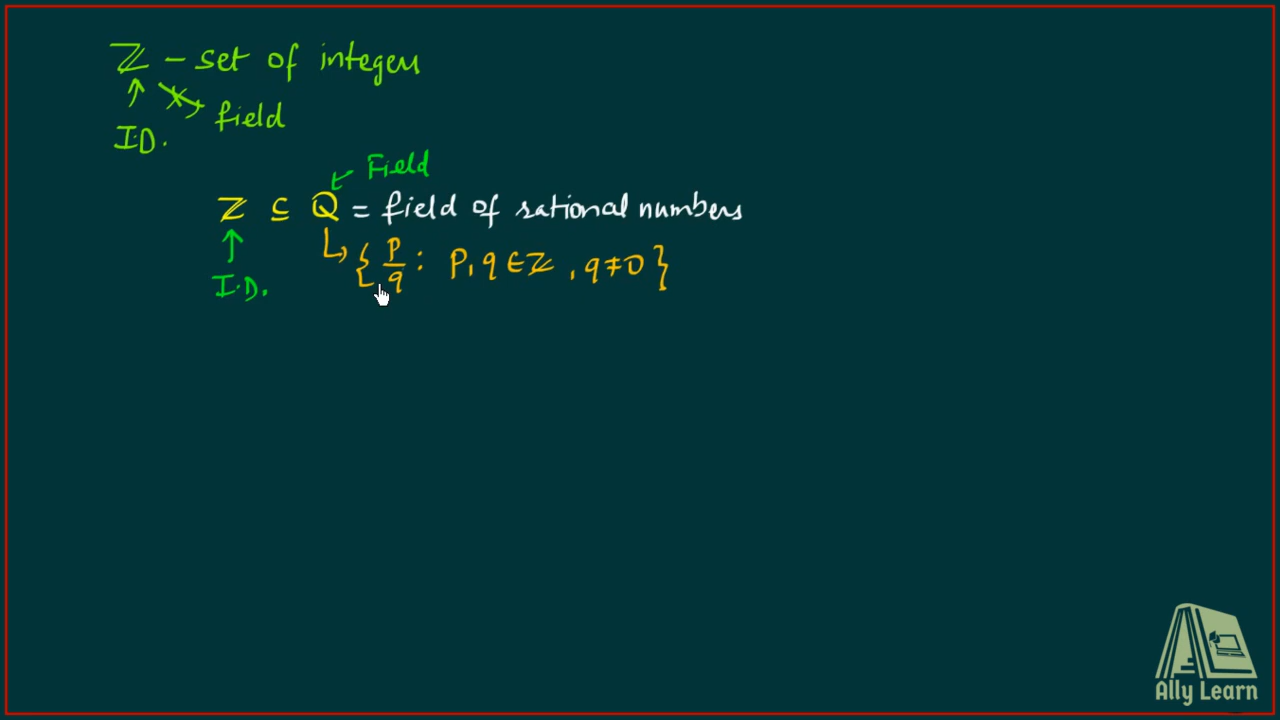 ℤ – set of integers
field
I.D.
Field
ℤ ⊆ Q = field of rational numbers
{ p/q : p, q ∈ ℤ, q ≠ 0 }
I.D.
Ally Learn